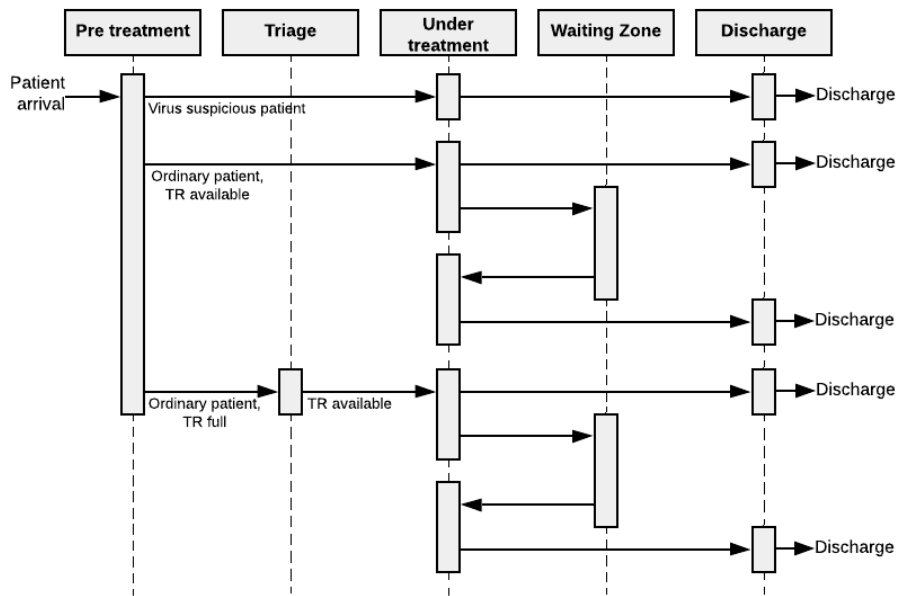 Pre treatment
Triage
Under
treatment
Waiting Zone
Discharge
Patient
arrival
Virus suspicious patient
Discharge
Ordinary patient,
TR available
Discharge
Discharge
Ordinary patient,
TR full
TR available
Discharge
Discharge